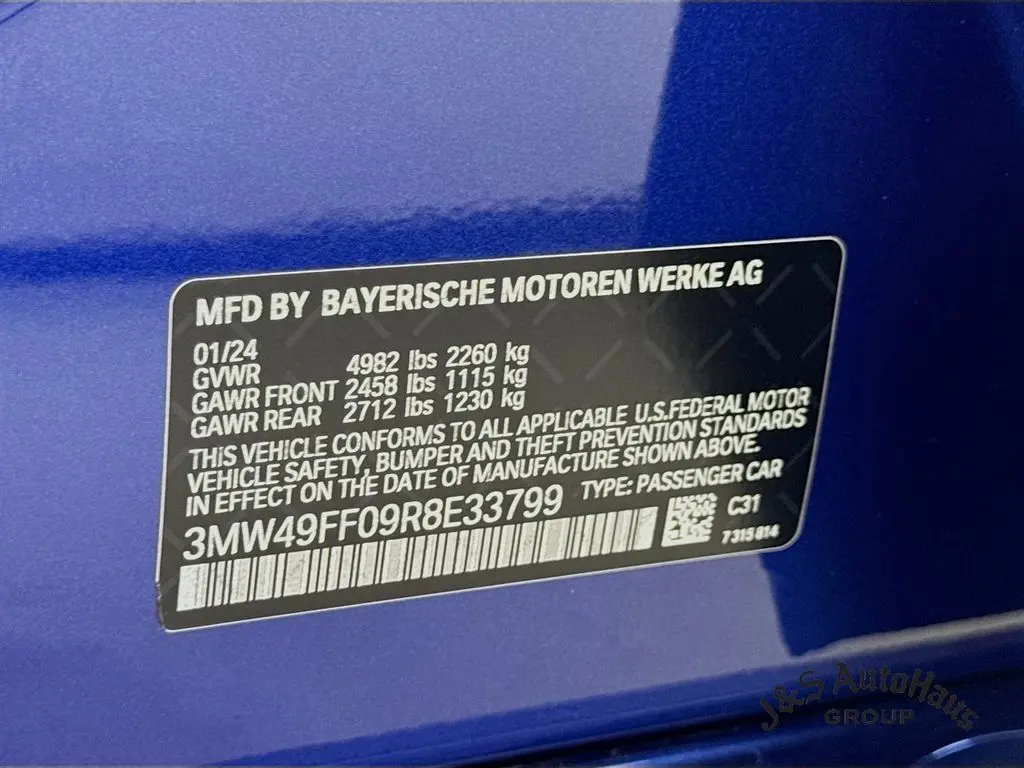 MFD BY BAYERISCHE MOTOREN WERKE AG
01/24
GVWR 4982 lbs 2260 kg
GAWR FRONT 2458 lbs 1115 kg
GAWR REAR 2712 lbs 1230 kg
THIS VEHICLE CONFORMS TO ALL APPLICABLE U.S.FEDERAL MOTOR
VEHICLE SAFETY, BUMPER AND THEFT PREVENTION STANDARDS
IN EFFECT ON THE DATE OF MANUFACTURE SHOWN ABOVE.
TYPE: PASSENGER CAR
3MW49FF09R8E33799
C31
7315814
J&S AutoHaus
GROUP